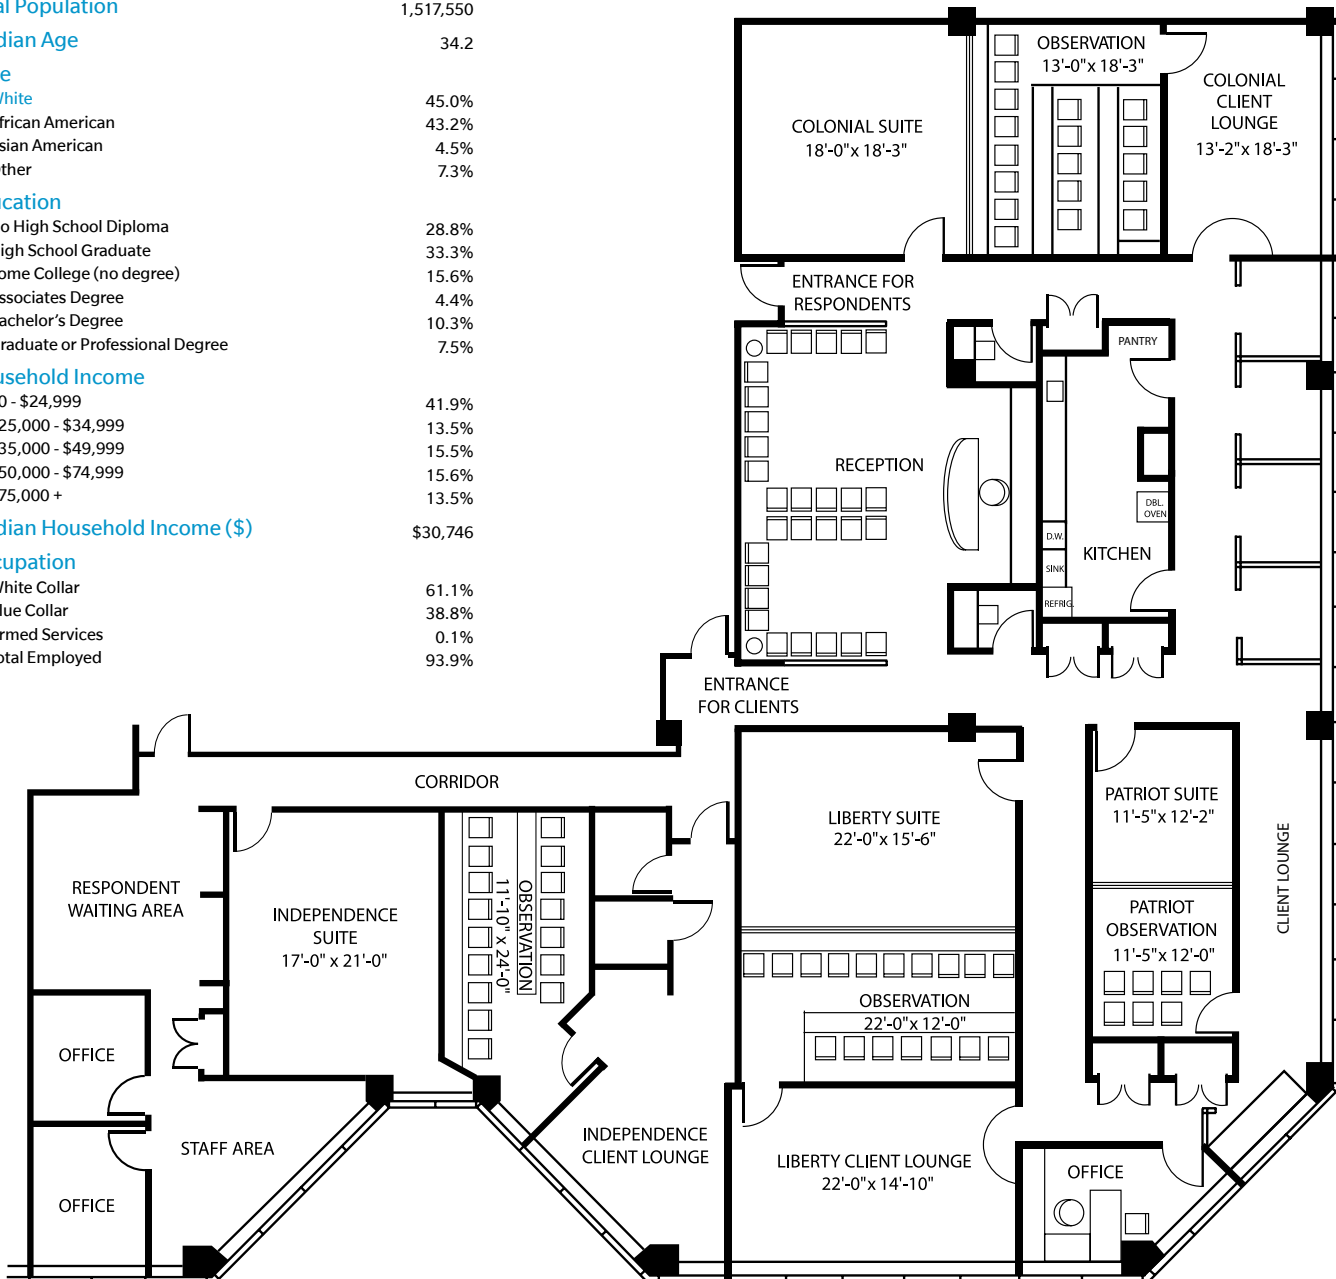 al Population 1,517,550
dian Age 34.2
e
hite 45.0%
frican American 43.2%
sian American 4.5%
ther 7.3%
ucation
o High School Diploma 28.8%
igh School Graduate 33.3%
ome College (no degree) 15.6%
ssociates Degree 4.4%
achelor's Degree 10.3%
raduate or Professional Degree 7.5%
usehold Income
0 - $24,999 41.9%
25,000 - $34,999 13.5%
35,000 - $49,999 15.5%
50,000 - $74,999 15.6%
75,000 + 13.5%
dian Household Income ($) $30,746
cupation
hite Collar 61.1%
lue Collar 38.8%
rmed Services 0.1%
otal Employed 93.9%
OBSERVATION
13'-0" x 18'-3"
COLONIAL
CLIENT
LOUNGE
13'-2" x 18'-3"
COLONIAL SUITE
18'-0" x 18'-3"
ENTRANCE FOR
RESPONDENTS
PANTRY
RECEPTION
DBL.
OVEN
D.W.
KITCHEN
SINK
REFRIG.
ENTRANCE
FOR CLIENTS
CORRIDOR
LIBERTY SUITE
22'-0" x 15'-6"
PATRIOT SUITE
11'-5" x 12'-2"
CLIENT LOUNGE
RESPONDENT
WAITING AREA
INDEPENDENCE
SUITE
17'-0" x 21'-0"
OBSERVATION
11'-10" x 24'-0"
PATRIOT
OBSERVATION
11'-5" x 12'-0"
OBSERVATION
22'-0" x 12'-0"
OFFICE
STAFF AREA
INDEPENDENCE
CLIENT LOUNGE
LIBERTY CLIENT LOUNGE
22'-0" x 14'-10"
OFFICE
OFFICE